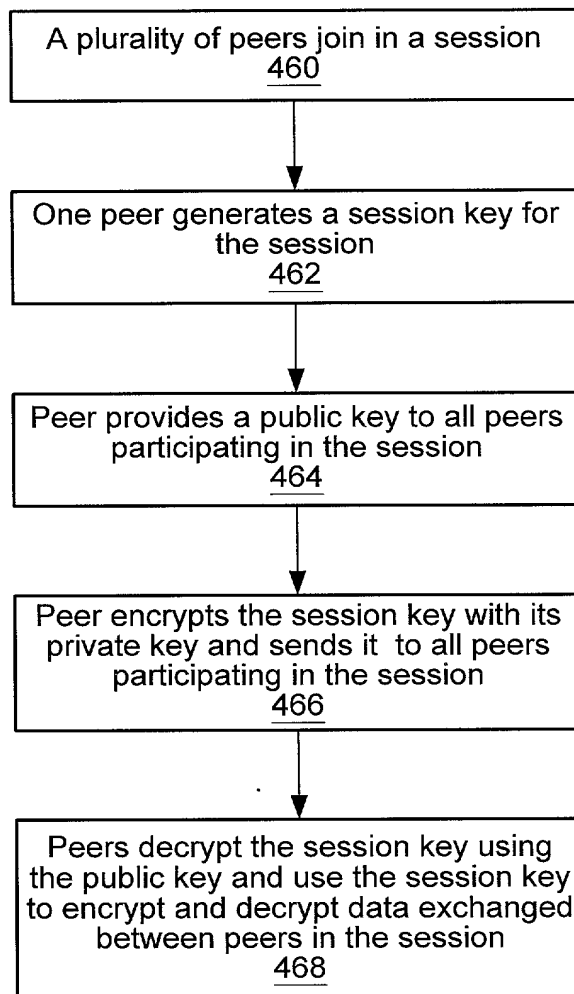 A plurality of peers join in a session
460
One peer generates a session key for
the session
462
Peer provides a public key to all peers
participating in the session
464
Peer encrypts the session key with its
private key and sends it to all peers
participating in the session
466
Peers decrypt the session key using
the public key and use the session key
to encrypt and decrypt data exchanged
between peers in the session
468